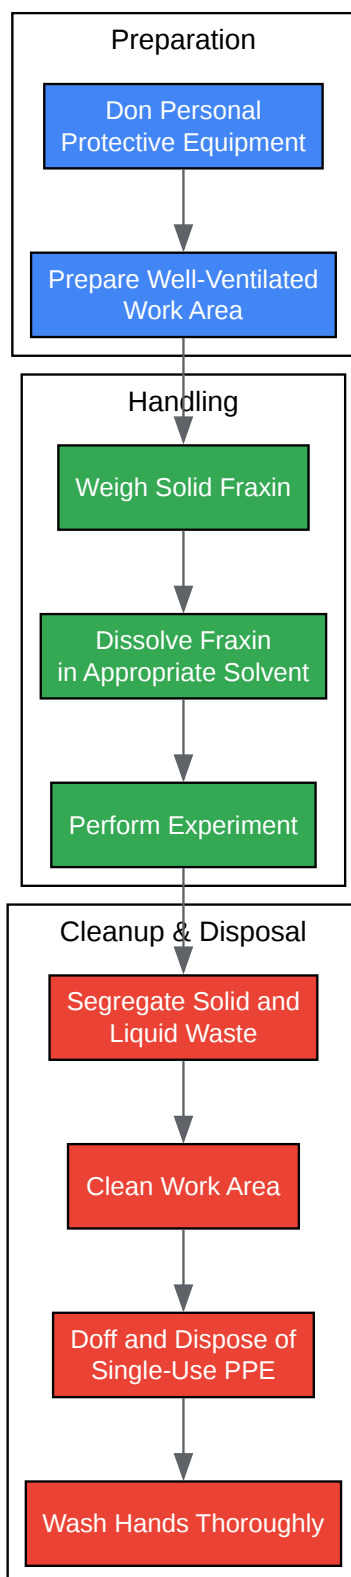 Preparation
Don Personal
Protective Equipment
Prepare Well-Ventilated
Work Area
Handling
Weigh Solid Fraxin
Dissolve Fraxin
in Appropriate Solvent
Perform Experiment
Cleanup & Disposal
Segregate Solid and
Liquid Waste
Clean Work Area
Doff and Dispose of
Single-Use PPE
Wash Hands Thoroughly